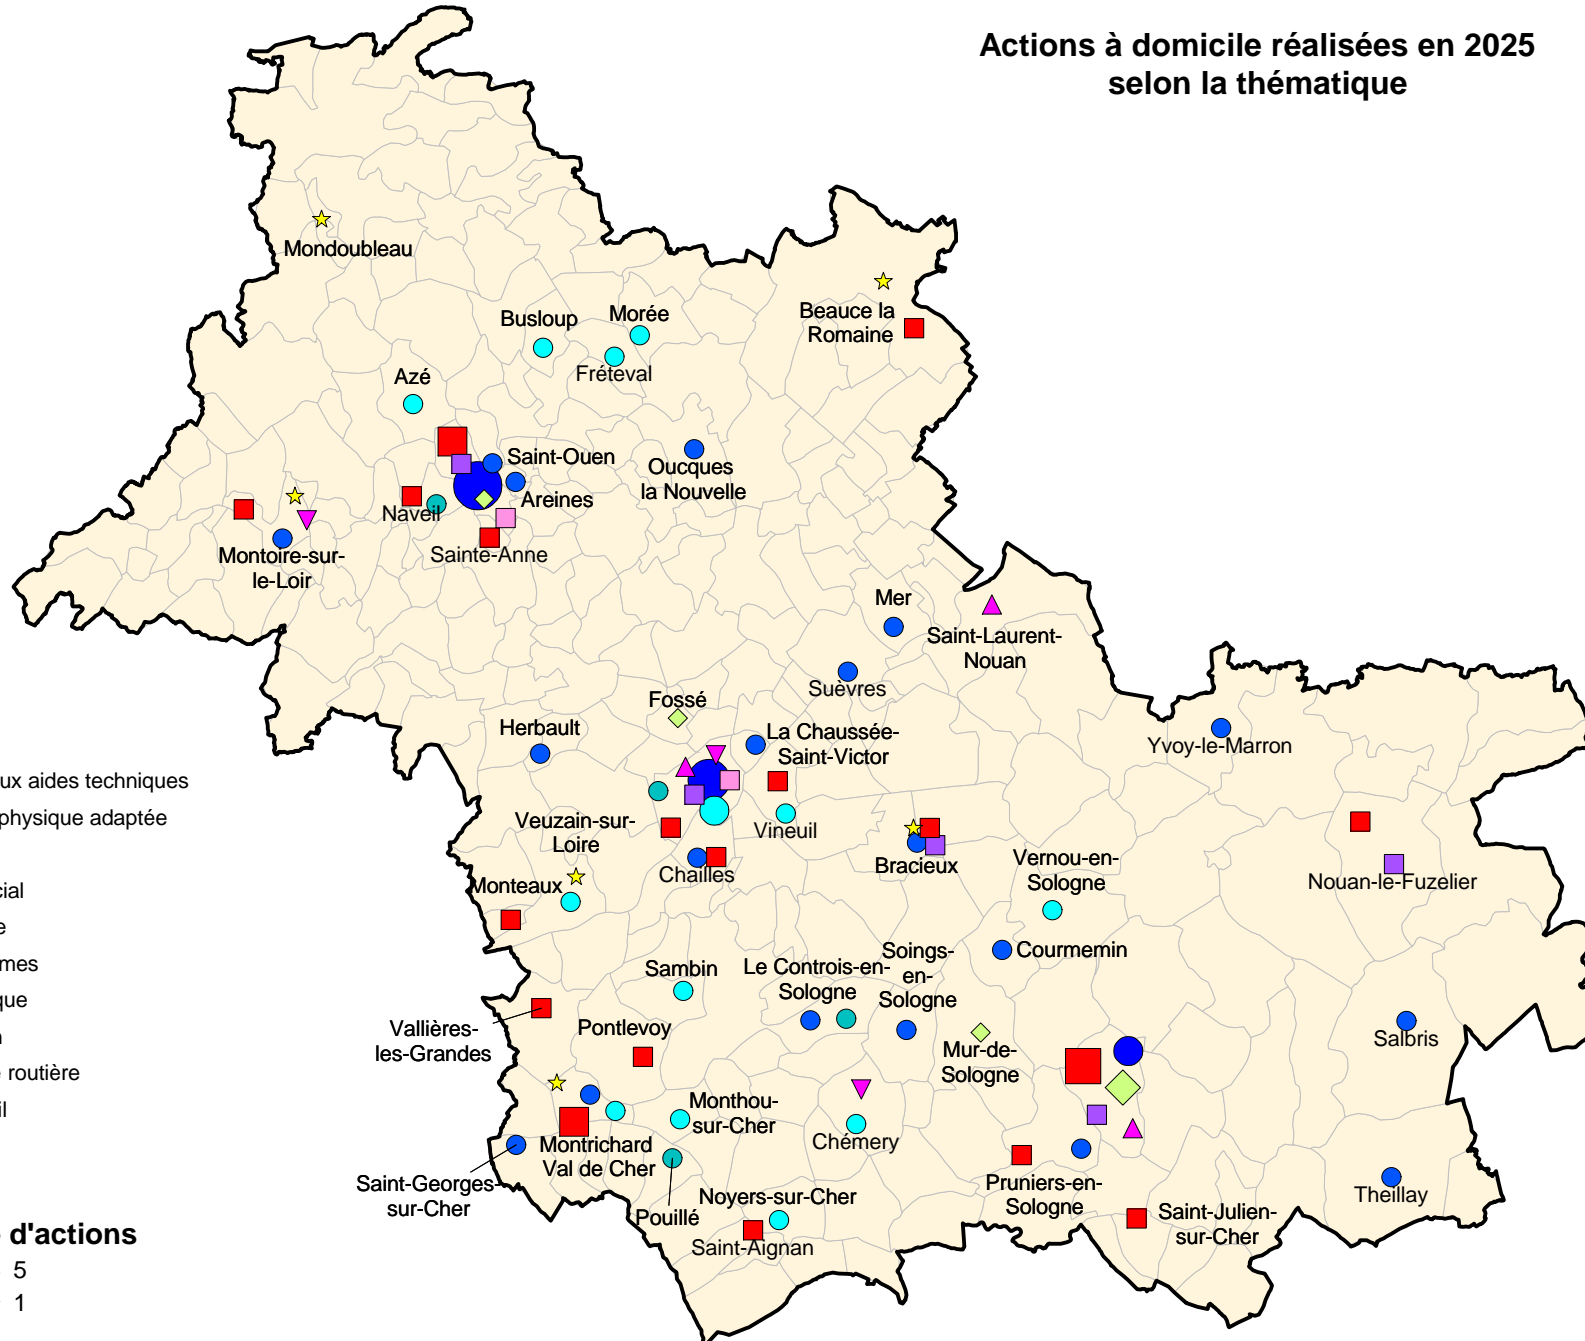 Actions à domicile réalisées en 2025
selon la thématique
Mondoubleau
Beauce la
Romaine
Busloup
Morée
Fréteval
Azé
Saint-Ouen
Areines
Naveil
Sainte-Anne
Oucques
la Nouvelle
Montoire-sur-
le-Loir
Mer
Saint-Laurent-
Nouan
Suèvres
Fossé
Herbault
La Chaussée-
Saint-Victor
Yvoy-le-Marron
Veuzain-sur-
Loire
Vineuil
Chailles
Bracieux
Vernou-en-
Sologne
Nouan-le-Fuzelier
Monteaux
Sambin
Le Controis-en-
Sologne
Soings-
en-
Sologne
Courmemin
Vallières-
les-Grandes
Pontlevoy
Mur-de-
Sologne
Salbris
Monthou-
sur-Cher
Chémery
Montrichard
Val de Cher
Saint-Georges-
sur-Cher
Pouillé
Noyers-sur-Cher
Saint-Aignan
Pruniers-en-
Sologne
Saint-Julien-
sur-Cher
Theillay
ux aides techniques
physique adaptée
cial
e
mes
que
routière
il
d'actions
5
1